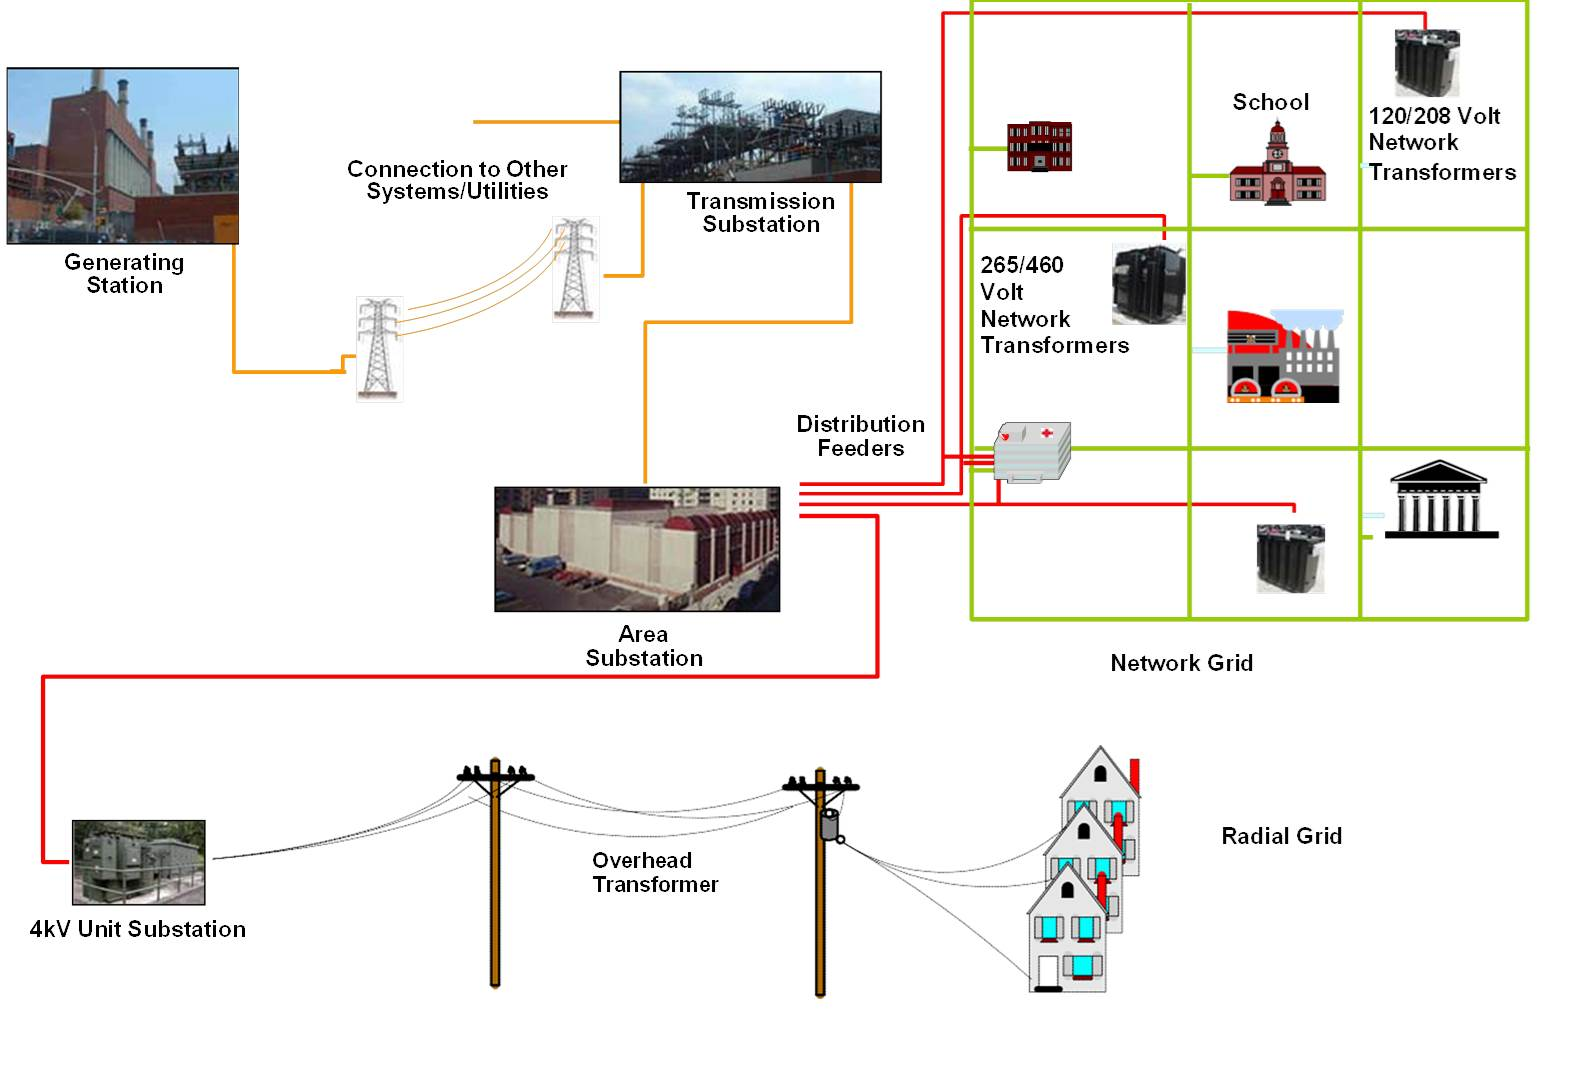 School
120/208 Volt
Network
Transformers
Connection to Other
Systems/Utilities
Transmission
Substation
Generating
Station
265/460
Volt
Network
Transformers
Distribution
Feeders
Area
Substation
Network Grid
Overhead
Transformer
Radial Grid
4kV Unit Substation